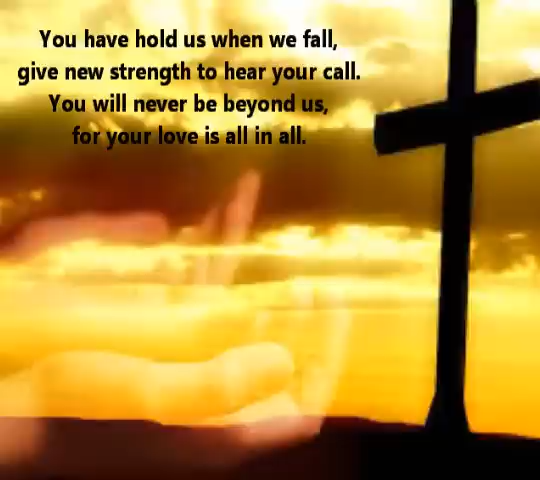 You have hold us when we fall,
give new strength to hear your call.
You will never be beyond us,
for your love is all in all.